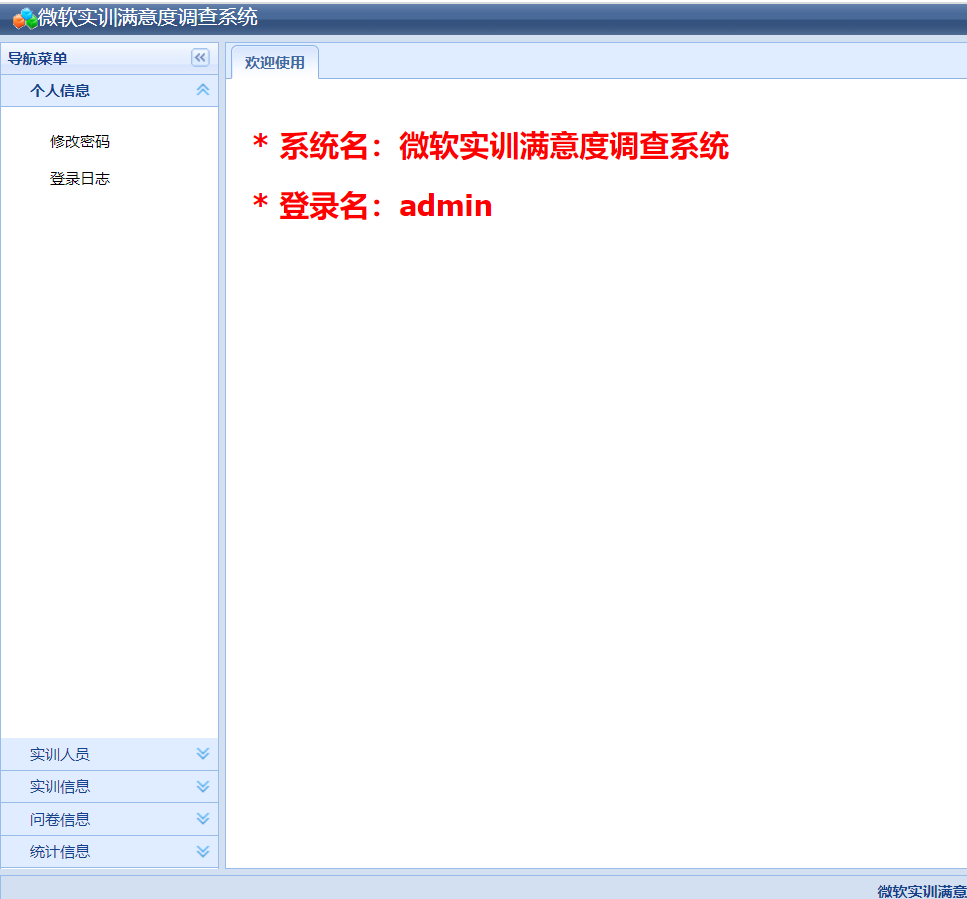 微软实训满意度调查系统
导航菜单
个人信息
修改密码
登录日志
实训人员
实训信息
问卷信息
统计信息
欢迎使用
* 系统名：微软实训满意度调查系统
* 登录名：admin
微软实训满意